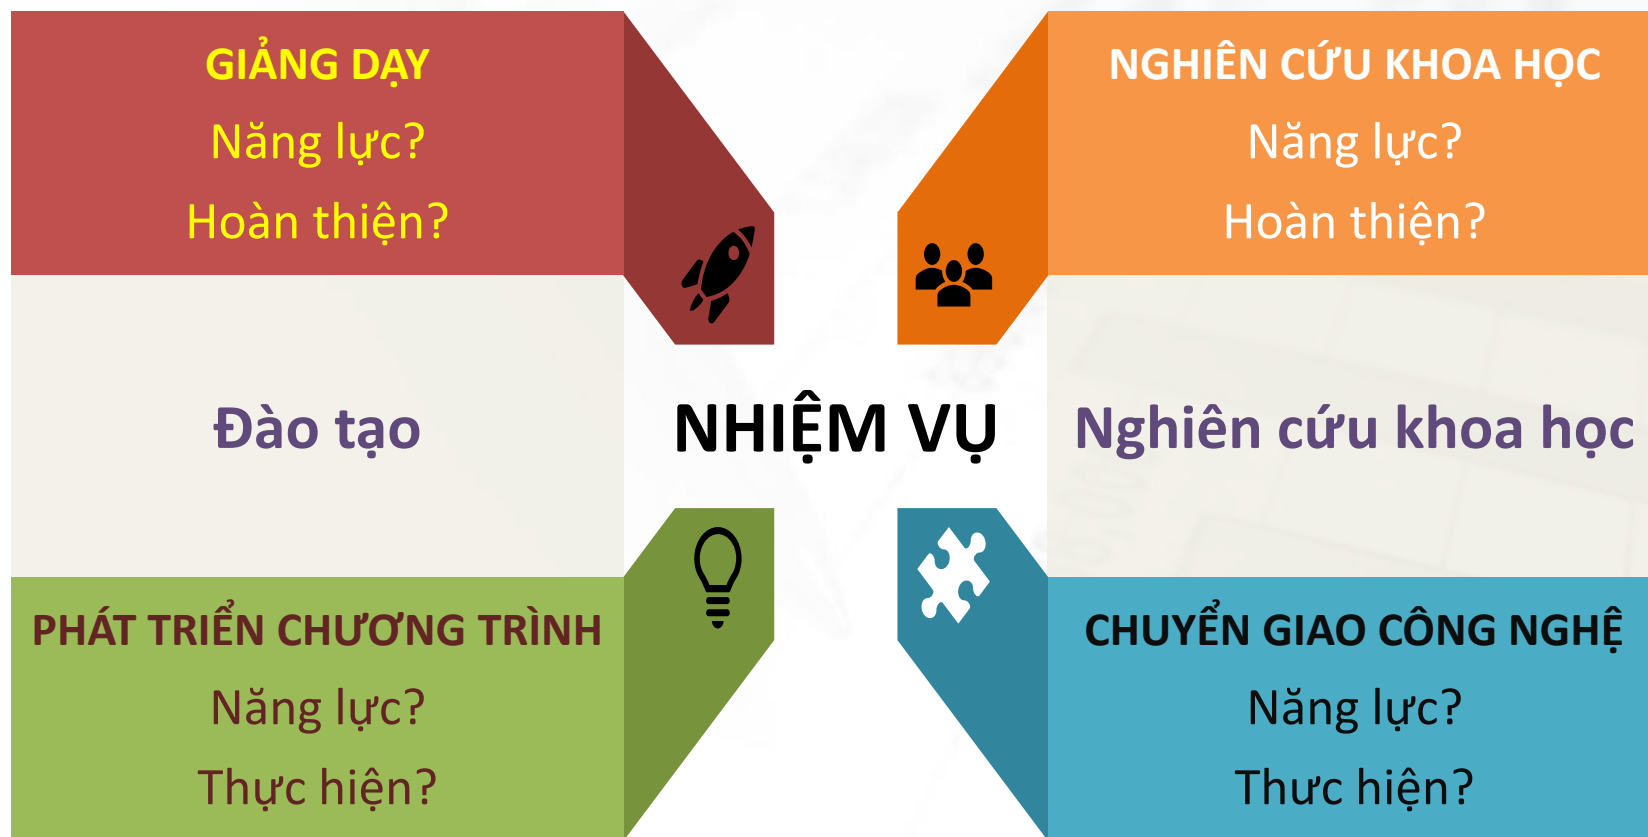 GIẢNG DẠY
Năng lực?
Hoàn thiện?
NGHIÊN CỨU KHOA HỌC
Năng lực?
Hoàn thiện?
Đào tạo
NHIỆM VỤ
Nghiên cứu khoa học
PHÁT TRIỂN CHƯƠNG TRÌNH
Năng lực?
Thực hiện?
CHUYỂN GIAO CÔNG NGHỆ
Năng lực?
Thưc hiện?